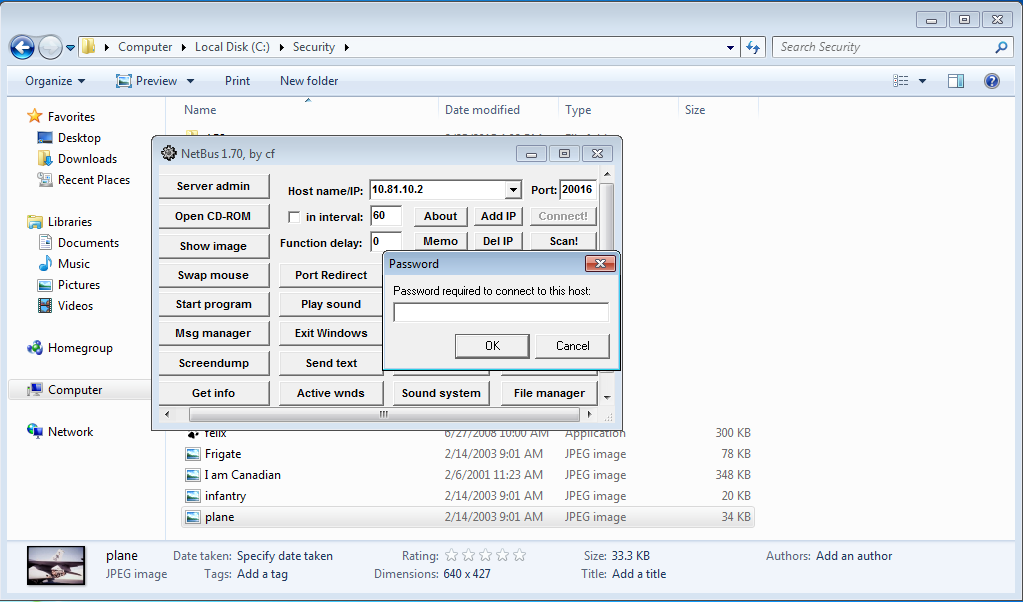 Computer Local Disk (C:) Security Search Security
Organize Preview Print New folder
Name Date modified Type Size
Favorites
Desktop
Downloads
Recent Places
Libraries
Documents
Music
Pictures
Videos
Homegroup
Computer
Network
NetBus 1.70, by cf
Server admin Host name/IP: 10.81.10.2 Port: 20016
Open CD-ROM in interval: 60 About Add IP Connect!
Show image Function delay: 0 Memo Del IP Scan!
Swap mouse Port Redirect
Start program Play sound
Msg manager Exit Windows
Screendump Send text
Get info Active wnds Sound system File manager
Password
Password required to connect to this host:
OK Cancel
felix 6/27/2008 10:00 AM Application 300 KB
Frigate 2/14/2003 9:01 AM JPEG image 78 KB
I am Canadian 2/6/2001 11:23 AM JPEG image 348 KB
infantry 2/14/2003 9:01 AM JPEG image 20 KB
plane 2/14/2003 9:01 AM JPEG image 34 KB
plane Date taken: Specify date taken Rating: Size: 33.3 KB Authors: Add an author
JPEG image Tags: Add a tag Dimensions: 640 x 427 Title: Add a title